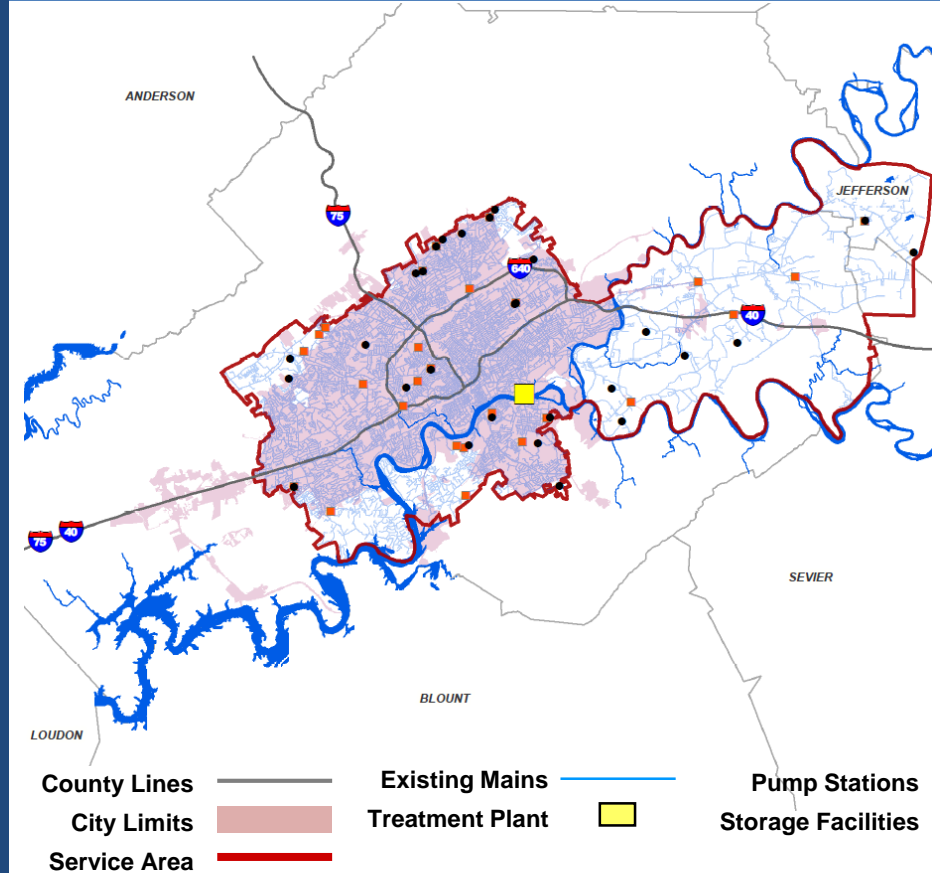 ANDERSON
JEFFERSON
75
640
40
75
40
SEVIER
BLOUNT
LOUDON
County Lines
Existing Mains
Pump Stations
City Limits
Treatment Plant
Storage Facilities
Service Area